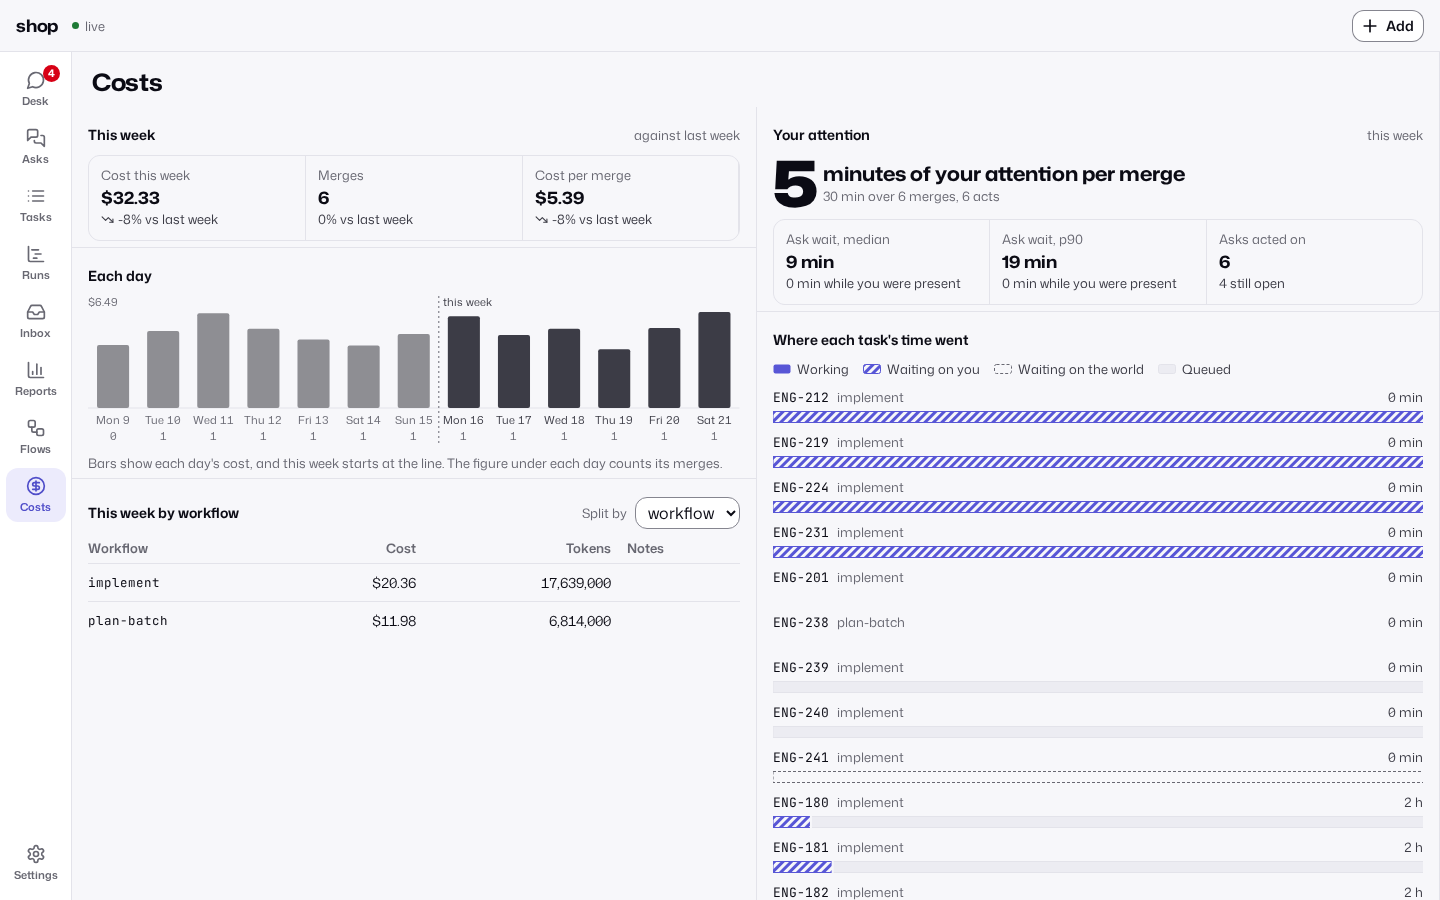 shop
live
Add
4
Desk
Asks
Tasks
Runs
Inbox
Reports
Flows
Costs
Settings
Costs
This week
against last week
Cost this week
$32.33
-8% vs last week
Merges
6
0% vs last week
Cost per merge
$5.39
-8% vs last week
Each day
$6.49
this week
Mon 9 Tue 10 Wed 11 Thu 12 Fri 13 Sat 14 Sun 15 Mon 16 Tue 17 Wed 18 Thu 19 Fri 20 Sat 21
0 1 1 1 1 1 1 1 1 1 1 1 1
Bars show each day's cost, and this week starts at the line. The figure under each day counts its merges.
This week by workflow
Split by workflow
Workflow Cost Tokens Notes
implement $20.36 17,639,000
plan-batch $11.98 6,814,000
Your attention
this week
5 minutes of your attention per merge
30 min over 6 merges, 6 acts
Ask wait, median
9 min
0 min while you were present
Ask wait, p90
19 min
0 min while you were present
Asks acted on
6
4 still open
Where each task's time went
Working Waiting on you Waiting on the world Queued
ENG-212 implement 0 min
ENG-219 implement 0 min
ENG-224 implement 0 min
ENG-231 implement 0 min
ENG-201 implement 0 min
ENG-238 plan-batch 0 min
ENG-239 implement 0 min
ENG-240 implement 0 min
ENG-241 implement 0 min
ENG-180 implement 2 h
ENG-181 implement 2 h
ENG-182 implement 2 h